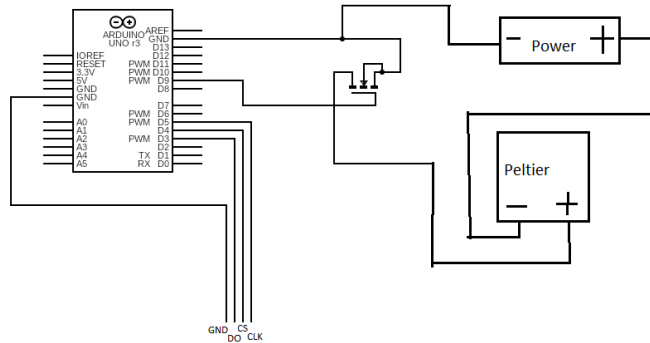 ARDUINO
UNO r3
IOREF
RESET
3.3V
5V
GND
GND
Vin
A0
A1
A2
A3
A4
A5
AREF
GND
D13
D12
PWM D11
PWM D10
PWM D9
D8
D7
PWM D6
PWM D5
D4
PWM D3
D2
TX D1
RX D0
- Power +
Peltier
- +
GND
DO
CS
CLK